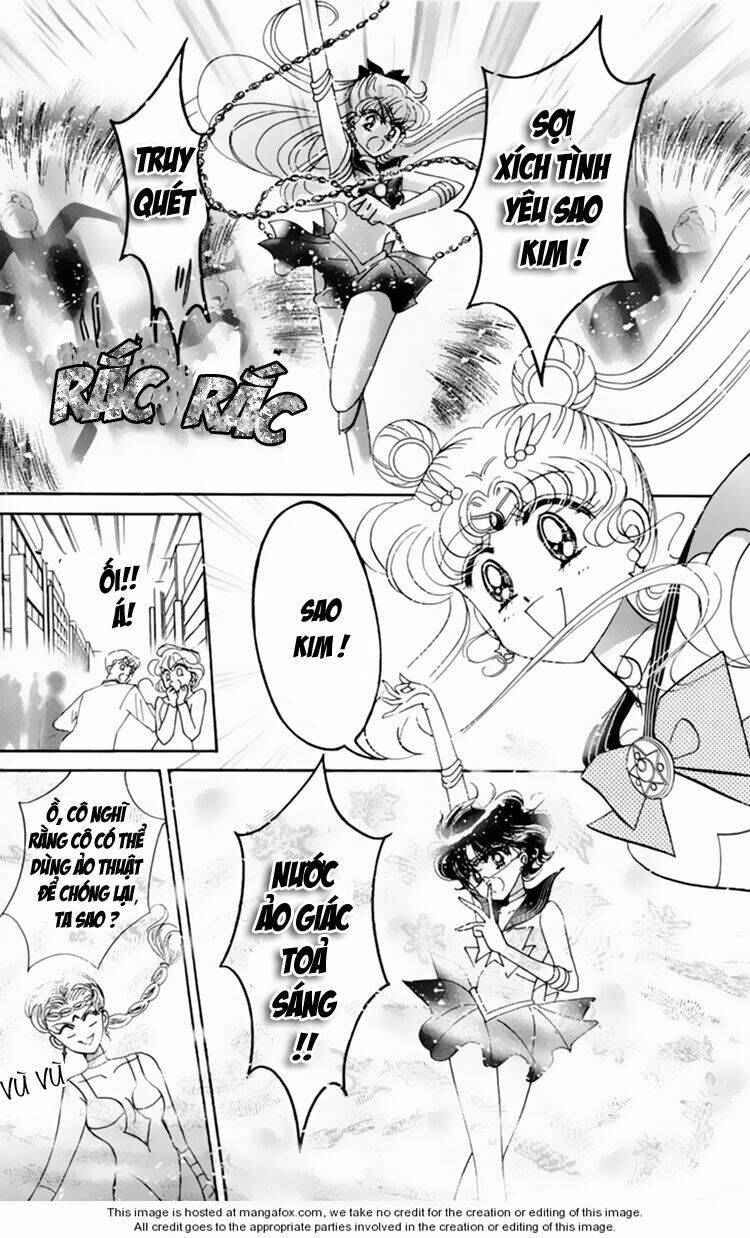 SỢI
XÍCH TÌNH
YÊU SAO
KIM !
TRUY
QUÉT
RẮC RẮC
SAO
KIM !
ỐI!!
Á!
NƯỚC
ẢO GIÁC
TOẢ
SÁNG
!!
Ồ, CÔ NGHĨ
RẰNG CÔ CÓ THỂ
DÙNG ẢO THUẬT
ĐỂ CHÓNG LẠI,
TA SAO ?
VÙ VÙ
This image is hosted at mangafox.com, we take no credit for the creation or editing of this image.
All credit goes to the appropriate parties involved in the creation or editing of this image.